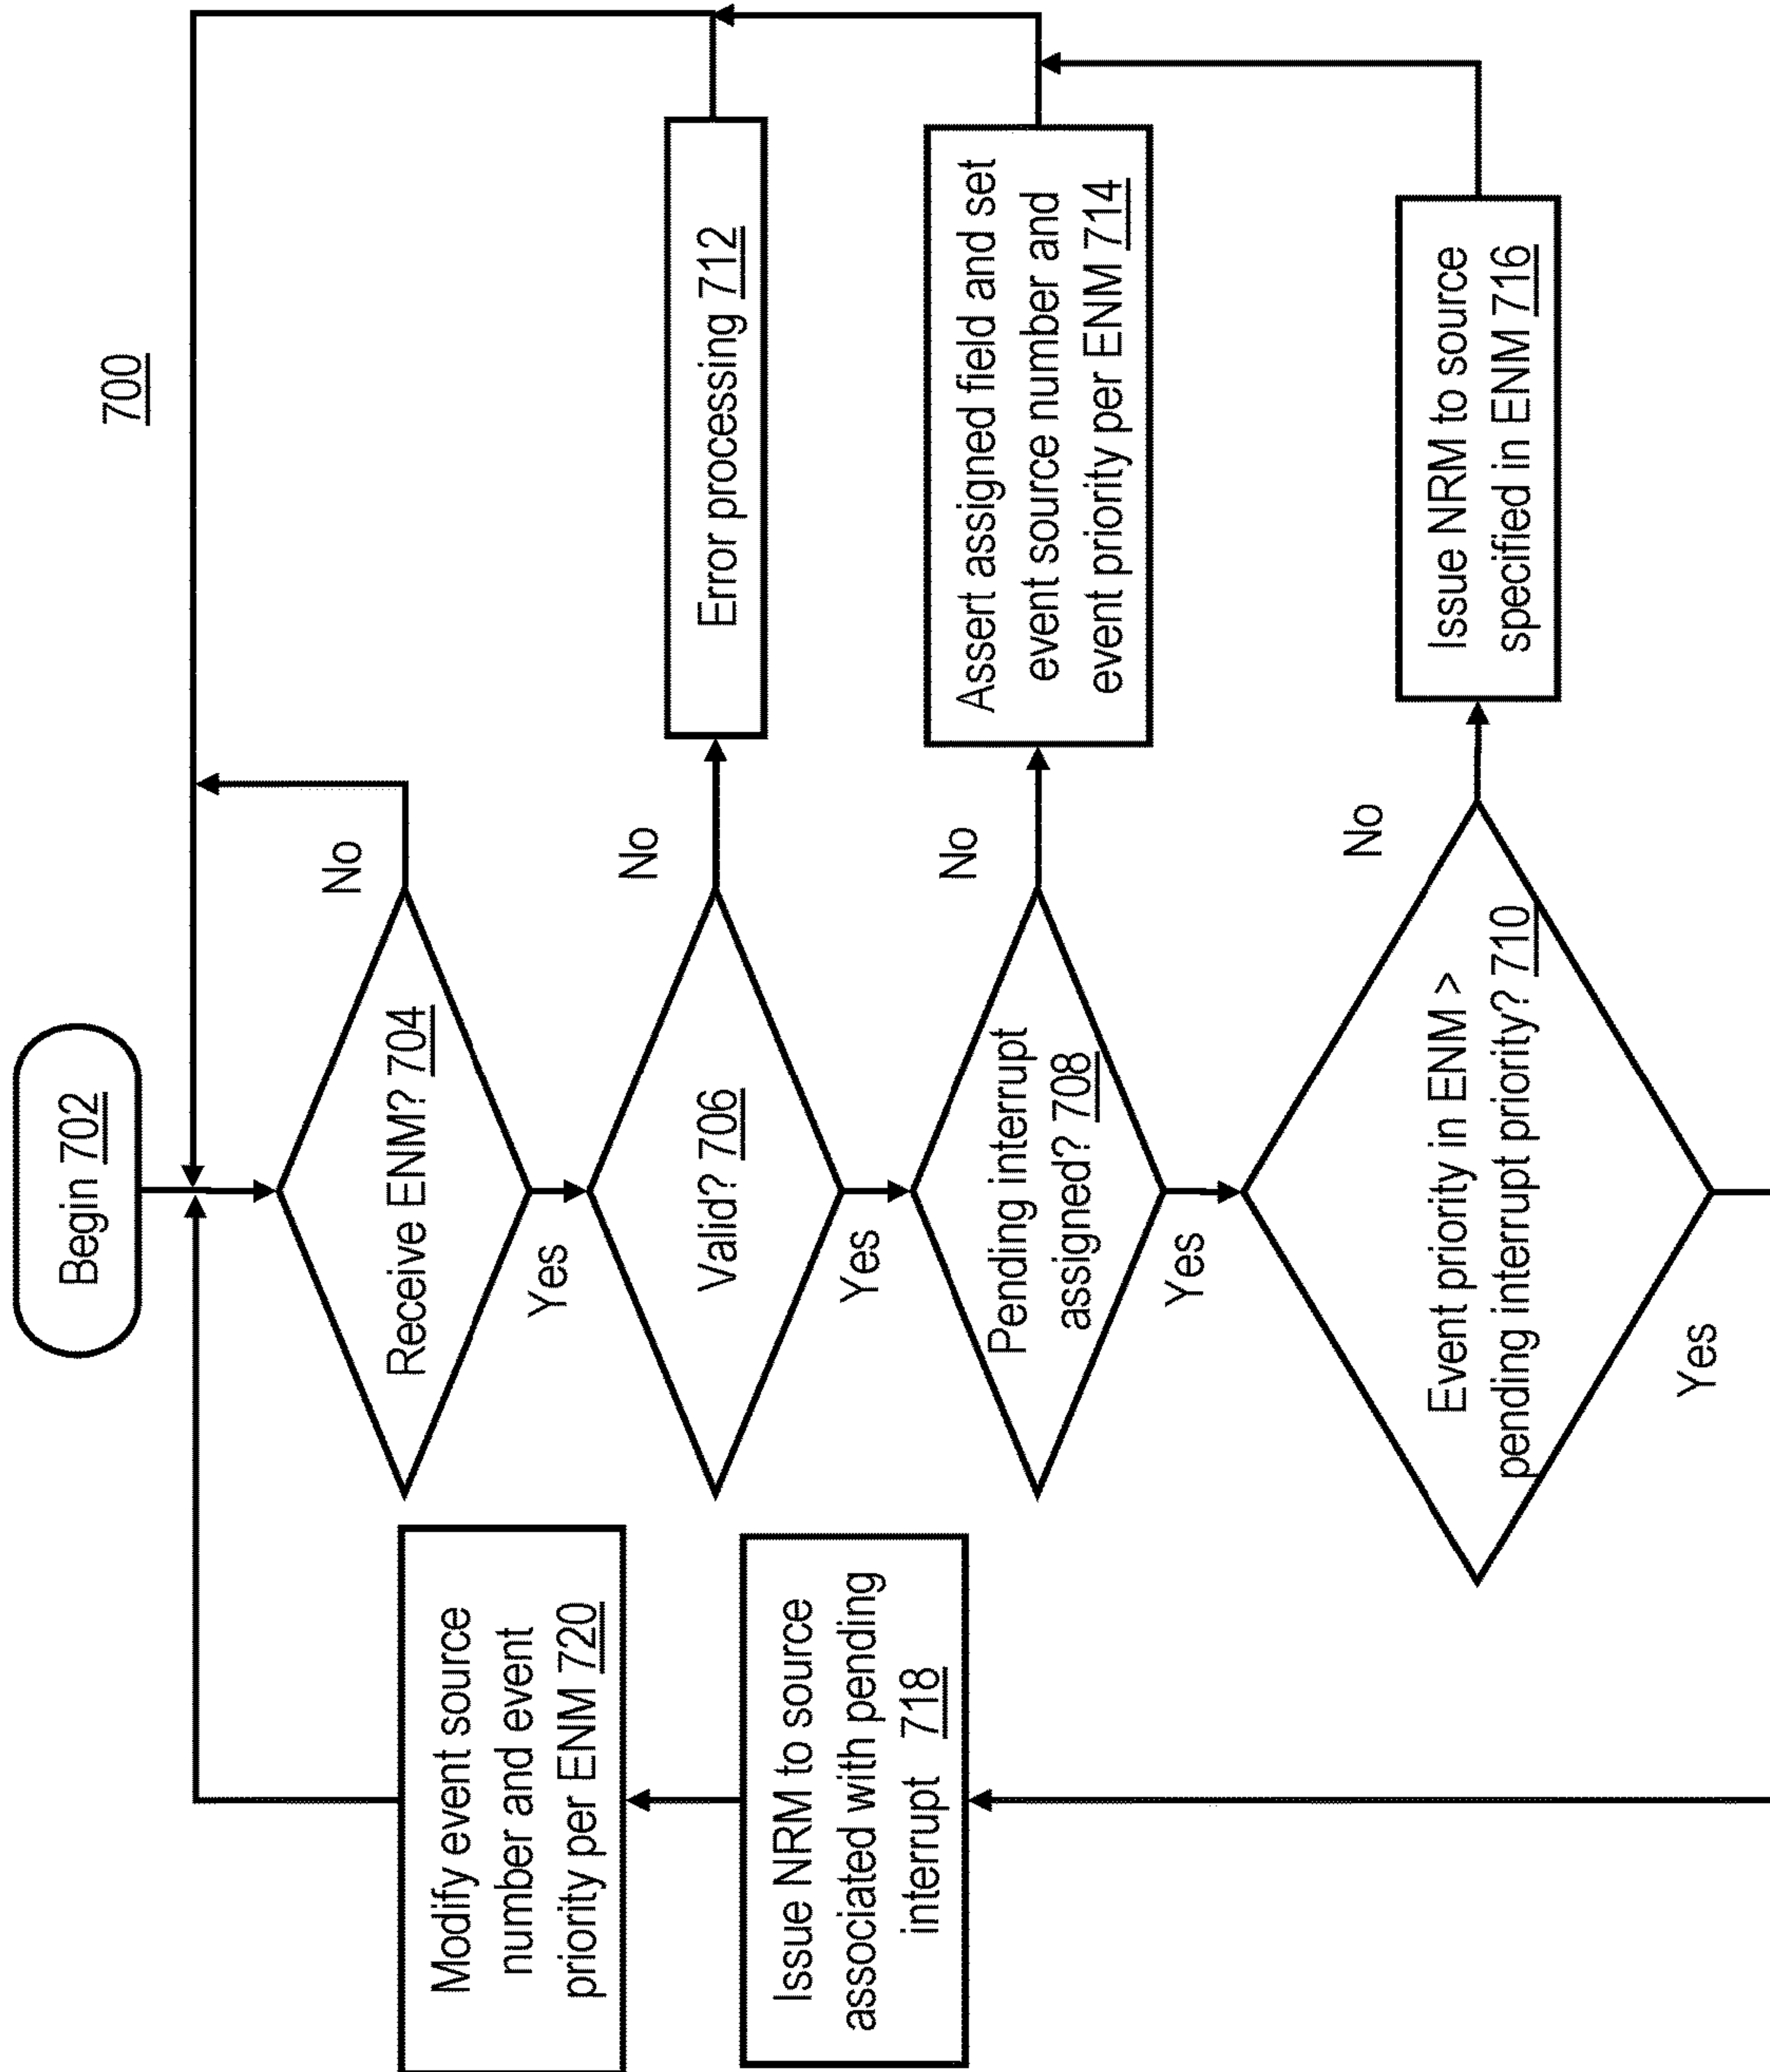 700
Begin 702
Receive ENM? 704
No
Yes
Valid? 706
No
Yes
Error processing 712
Pending interrupt
assigned? 708
No
Yes
Assert assigned field and set
event source number and
event priority per ENM 714
Event priority in ENM >
pending interrupt priority? 710
No
Yes
Issue NRM to source
specified in ENM 716
Issue NRM to source
associated with pending
interrupt 718
Modify event source
number and event
priority per ENM 720